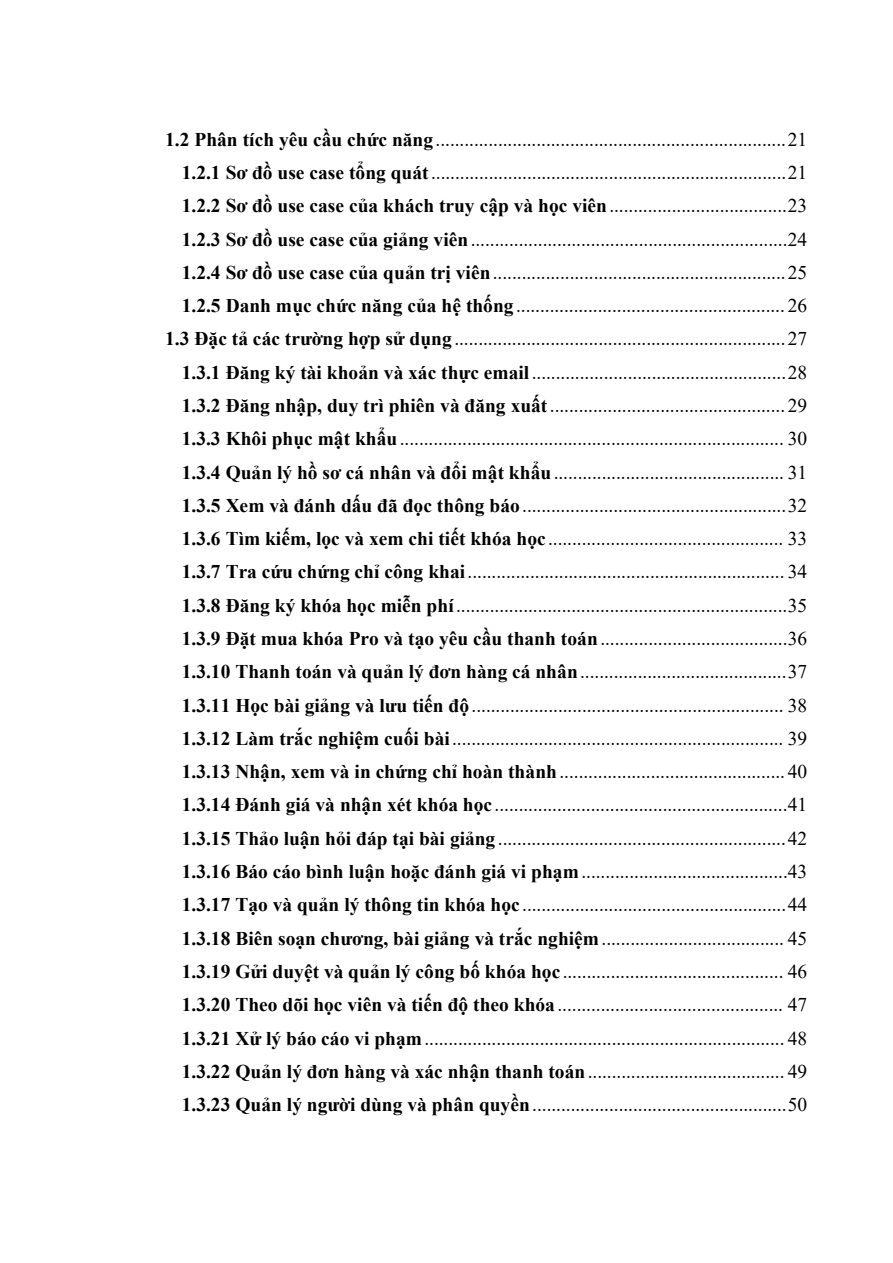 1.2 Phân tích yêu cầu chức năng ........ 21
1.2.1 Sơ đồ use case tổng quát ........ 21
1.2.2 Sơ đồ use case của khách truy cập và học viên ........ 23
1.2.3 Sơ đồ use case của giảng viên ........ 24
1.2.4 Sơ đồ use case của quản trị viên ........ 25
1.2.5 Danh mục chức năng của hệ thống ........ 26
1.3 Đặc tả các trường hợp sử dụng ........ 27
1.3.1 Đăng ký tài khoản và xác thực email ........ 28
1.3.2 Đăng nhập, duy trì phiên và đăng xuất ........ 29
1.3.3 Khôi phục mật khẩu ........ 30
1.3.4 Quản lý hồ sơ cá nhân và đổi mật khẩu ........ 31
1.3.5 Xem và đánh dấu đã đọc thông báo ........ 32
1.3.6 Tìm kiếm, lọc và xem chi tiết khóa học ........ 33
1.3.7 Tra cứu chứng chỉ công khai ........ 34
1.3.8 Đăng ký khóa học miễn phí ........ 35
1.3.9 Đặt mua khóa Pro và tạo yêu cầu thanh toán ........ 36
1.3.10 Thanh toán và quản lý đơn hàng cá nhân ........ 37
1.3.11 Học bài giảng và lưu tiến độ ........ 38
1.3.12 Làm trắc nghiệm cuối bài ........ 39
1.3.13 Nhận, xem và in chứng chỉ hoàn thành ........ 40
1.3.14 Đánh giá và nhận xét khóa học ........ 41
1.3.15 Thảo luận hỏi đáp tại bài giảng ........ 42
1.3.16 Báo cáo bình luận hoặc đánh giá vi phạm ........ 43
1.3.17 Tạo và quản lý thông tin khóa học ........ 44
1.3.18 Biên soạn chương, bài giảng và trắc nghiệm ........ 45
1.3.19 Gửi duyệt và quản lý công bố khóa học ........ 46
1.3.20 Theo dõi học viên và tiến độ theo khóa ........ 47
1.3.21 Xử lý báo cáo vi phạm ........ 48
1.3.22 Quản lý đơn hàng và xác nhận thanh toán ........ 49
1.3.23 Quản lý người dùng và phân quyền ........ 50